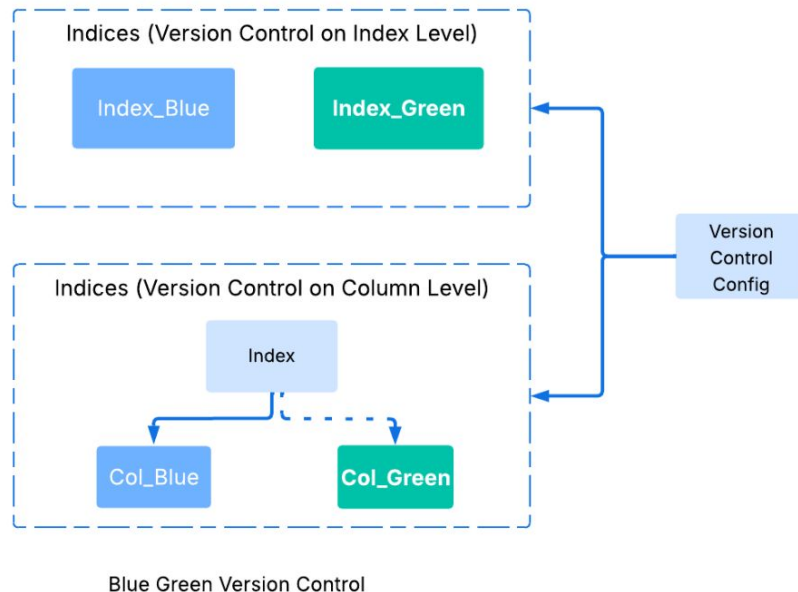 Indices (Version Control on Index Level)
Index_Blue
Index_Green
Version
Control
Config
Indices (Version Control on Column Level)
Index
Col_Blue
Col_Green
Blue Green Version Control